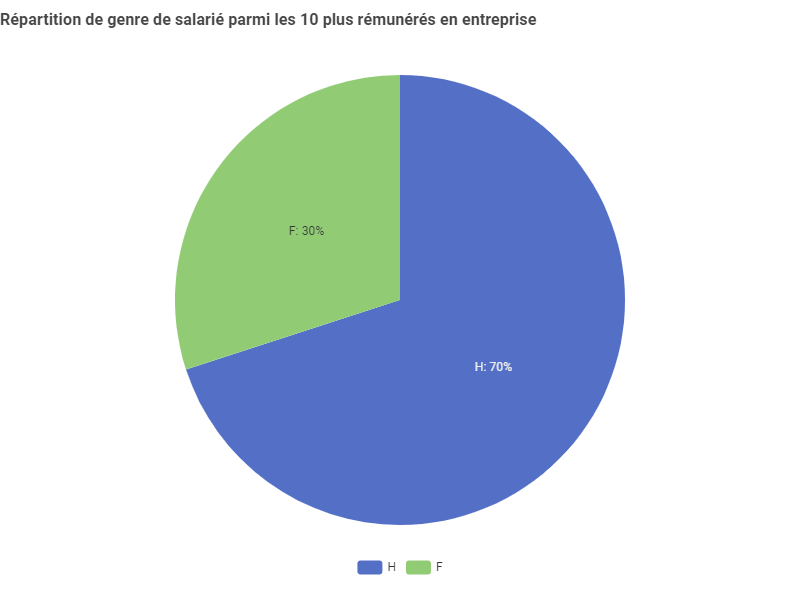 Répartition de genre de salarié parmi les 10 plus rémunérés en entreprise
F: 30%
H: 70%
H F